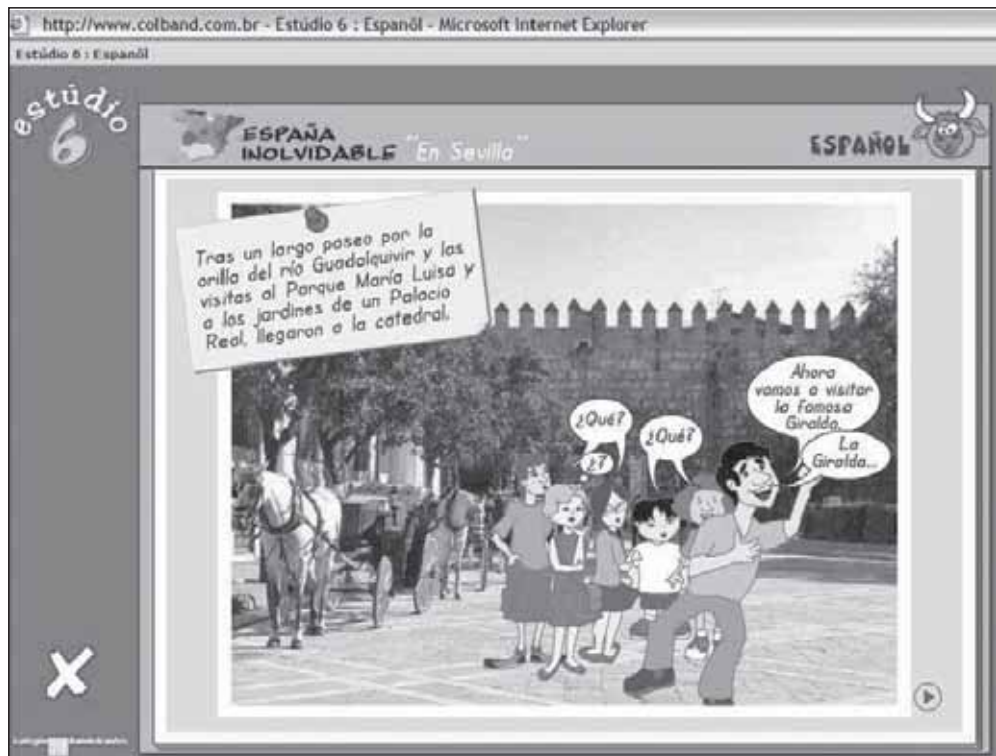 http://www.colband.com.br - Estúdio 6 : Espanõl - Microsoft Internet Explorer
Estúdio 6 : Espanõl
estúdio
6
ESPAÑA
INOLVIDABLE "En Sevilla"
ESPAÑOL
Tras un largo paseo por la
orilla del río Guadalquivir y las
visitas al Parque María Luisa y
a los jardines de un Palacio
Real, llegaron a la catedral.
¿Qué?
¿?
¿Qué?
Ahora
vamos a visitar
la famosa
Giralda.
La
Giralda...